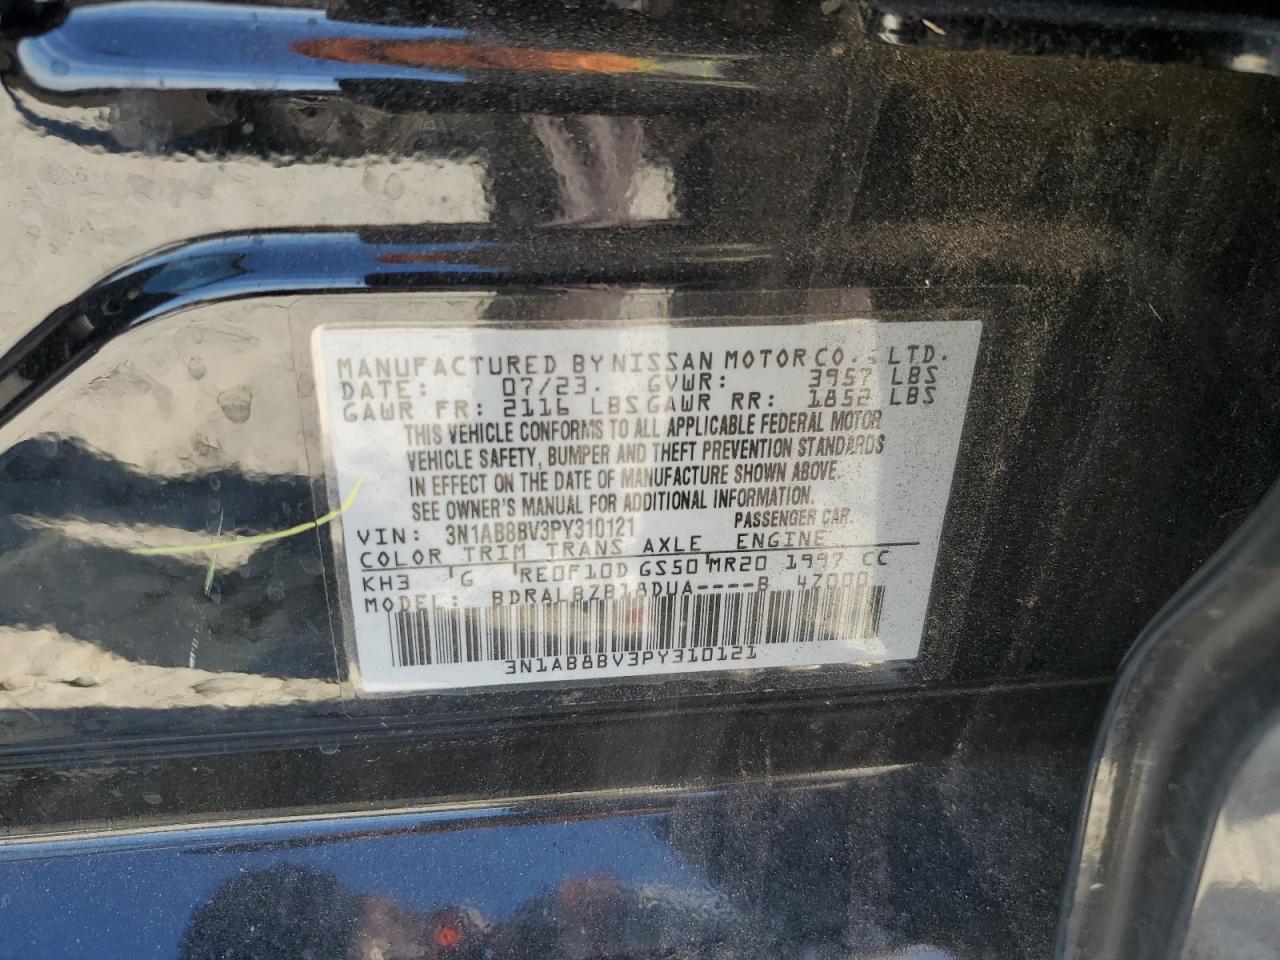 MANUFACTURED BY NISSAN MOTOR CO., LTD.
DATE: 07/23. GVWR: 3957 LBS
GAWR FR: 2116 LBS GAWR RR: 1852 LBS
THIS VEHICLE CONFORMS TO ALL APPLICABLE FEDERAL MOTOR
VEHICLE SAFETY, BUMPER AND THEFT PREVENTION STANDARDS
IN EFFECT ON THE DATE OF MANUFACTURE SHOWN ABOVE.
SEE OWNER'S MANUAL FOR ADDITIONAL INFORMATION.
VIN: 3N1AB8BV3PY310121 PASSENGER CAR.
COLOR TRIM TRANS AXLE ENGINE
KH3 G RE0F10D GS50 MR20 1997 CC
MODEL: BDRALBZB18DUA----B 4Z000
3N1AB8BV3PY310121